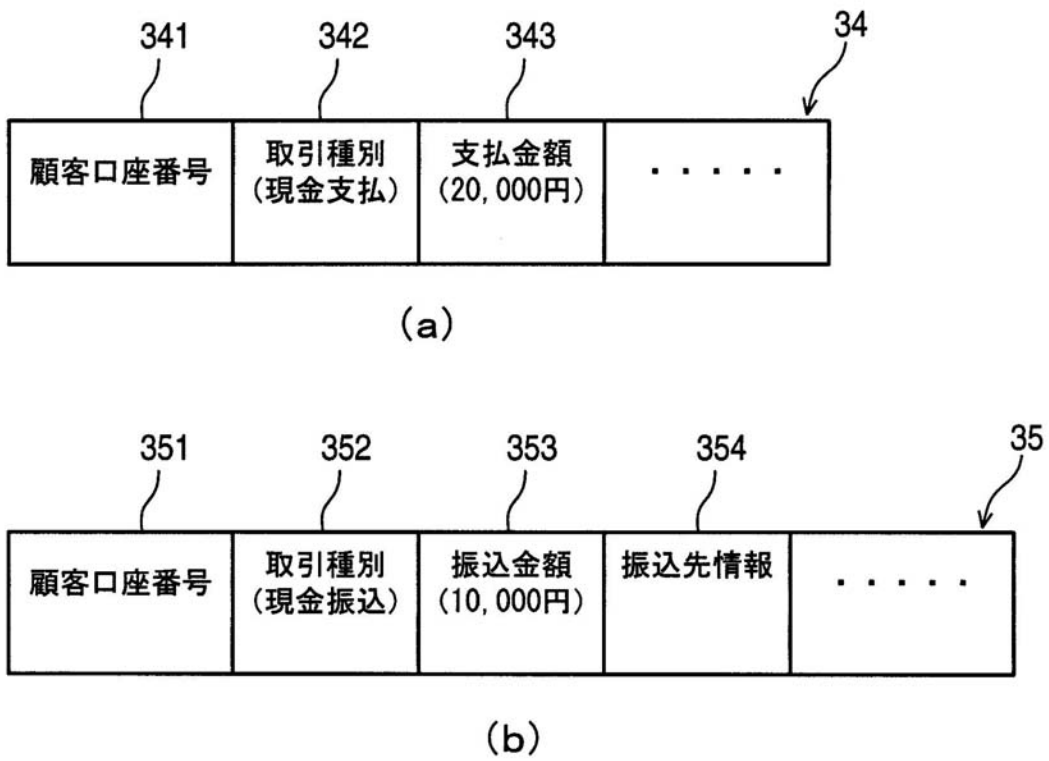 341 342 343 34
顧客口座番号 取引種別 支払金額 ・・・・・
(現金支払) (20,000円)
(a)
351 352 353 354 35
顧客口座番号 取引種別 振込金額 振込先情報 ・・・・・
(現金振込) (10,000円)
(b)